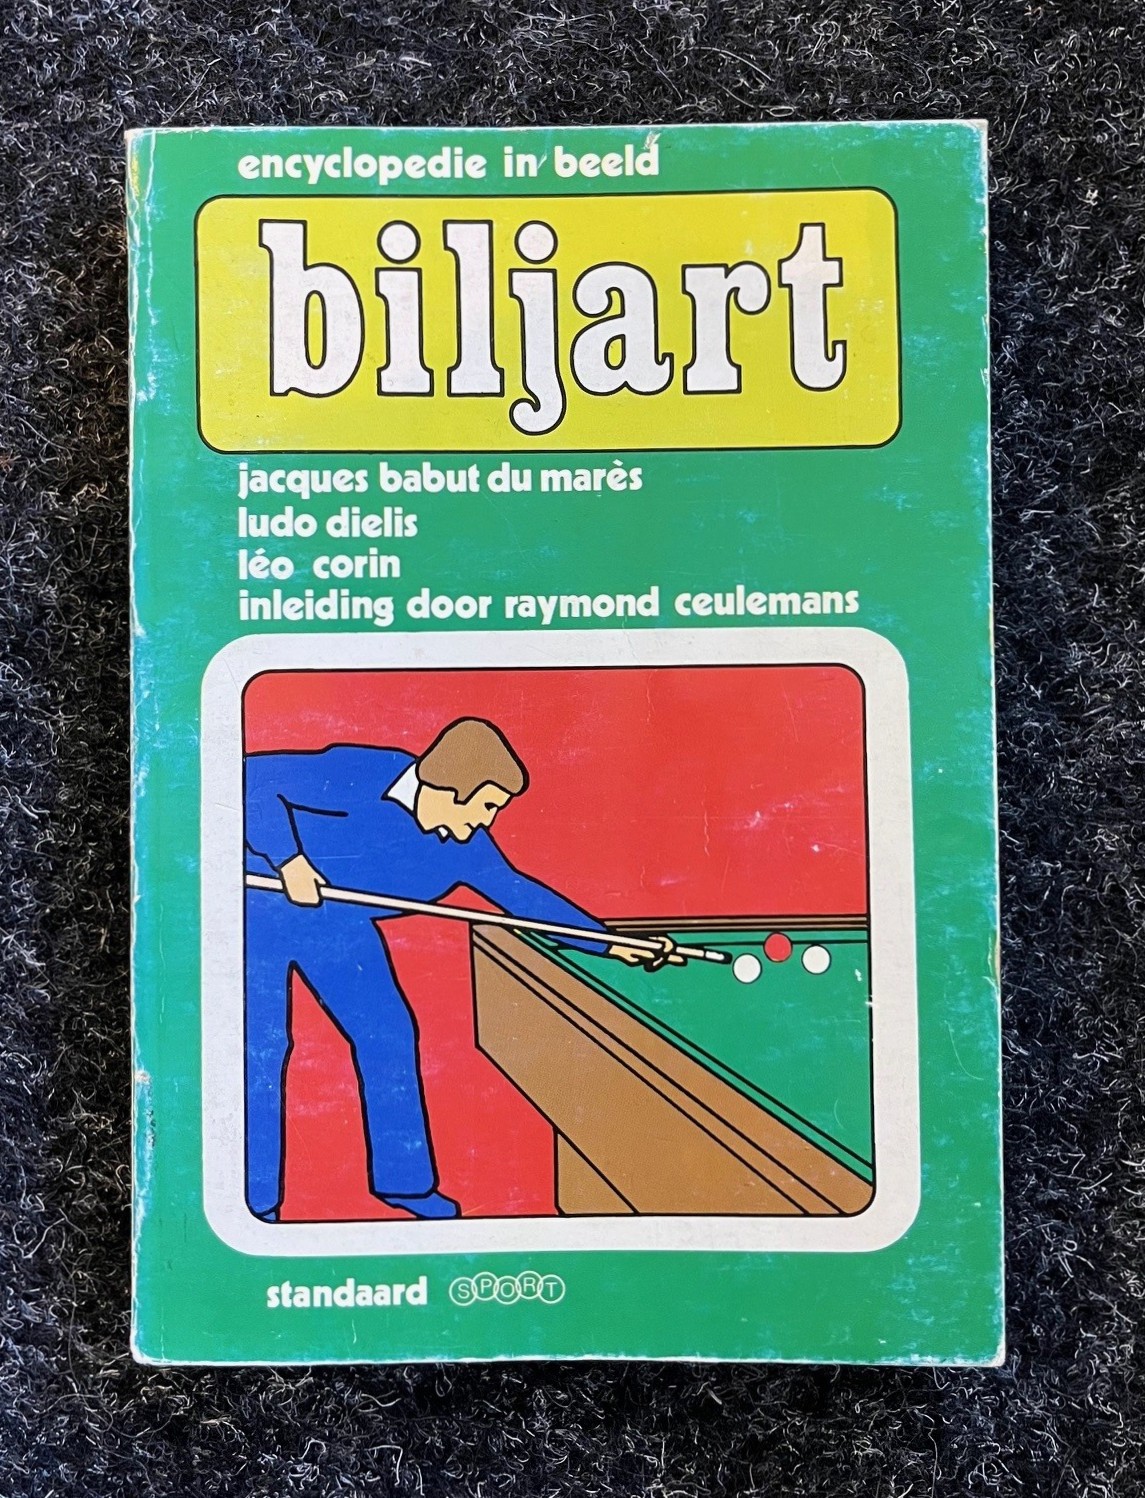 encyclopedie in beeld
biljart
jacques babut du marès
ludo dielis
léo corin
inleiding door raymond ceulemans
standaard SPORT